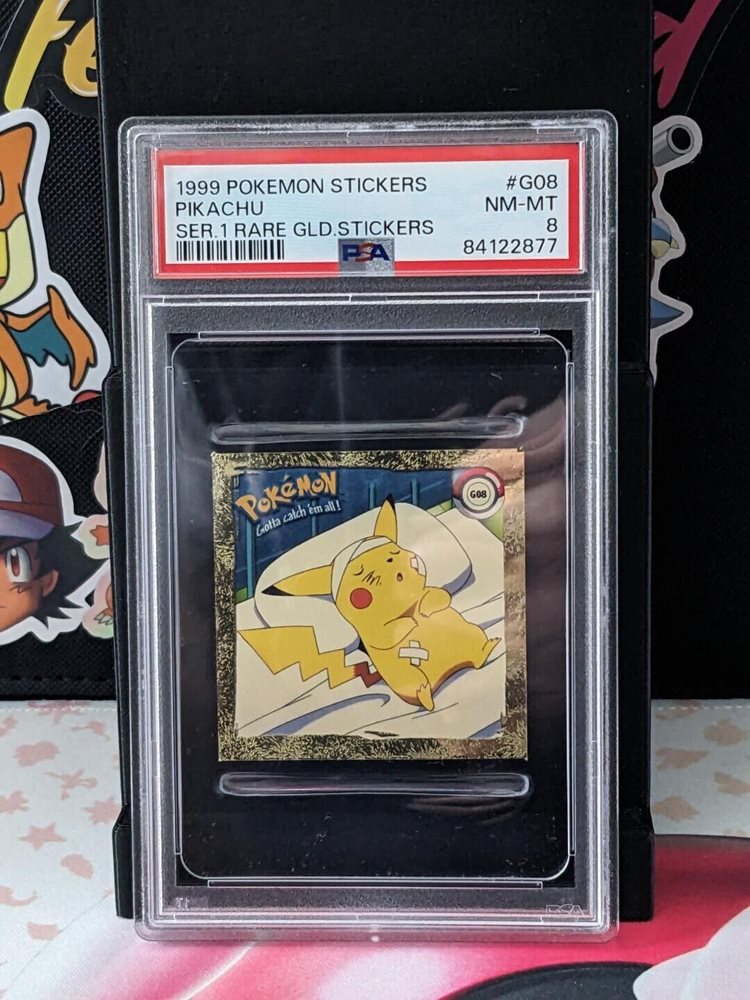 1999 POKEMON STICKERS #G08
PIKACHU NM-MT
SER.1 RARE GLD.STICKERS 8
PSA 84122877
POKéMON
Gotta catch 'em all!
G08
PSA